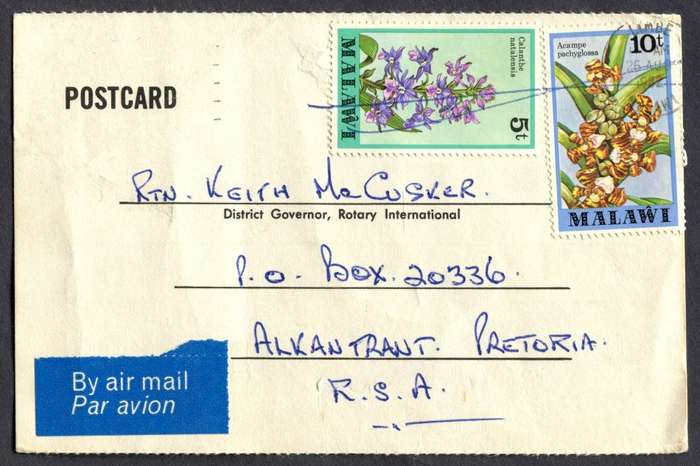 POSTCARD
Calanthe
natalensis
MALAWI
5t
10t
Acampe
pachyglossa
MALAŴI
RTN. KEITH McCUSKER.
District Governor, Rotary International
P.O. BOX. 20336.
ALKANTRANT. PRETORIA.
R.S.A.
By air mail
Par avion